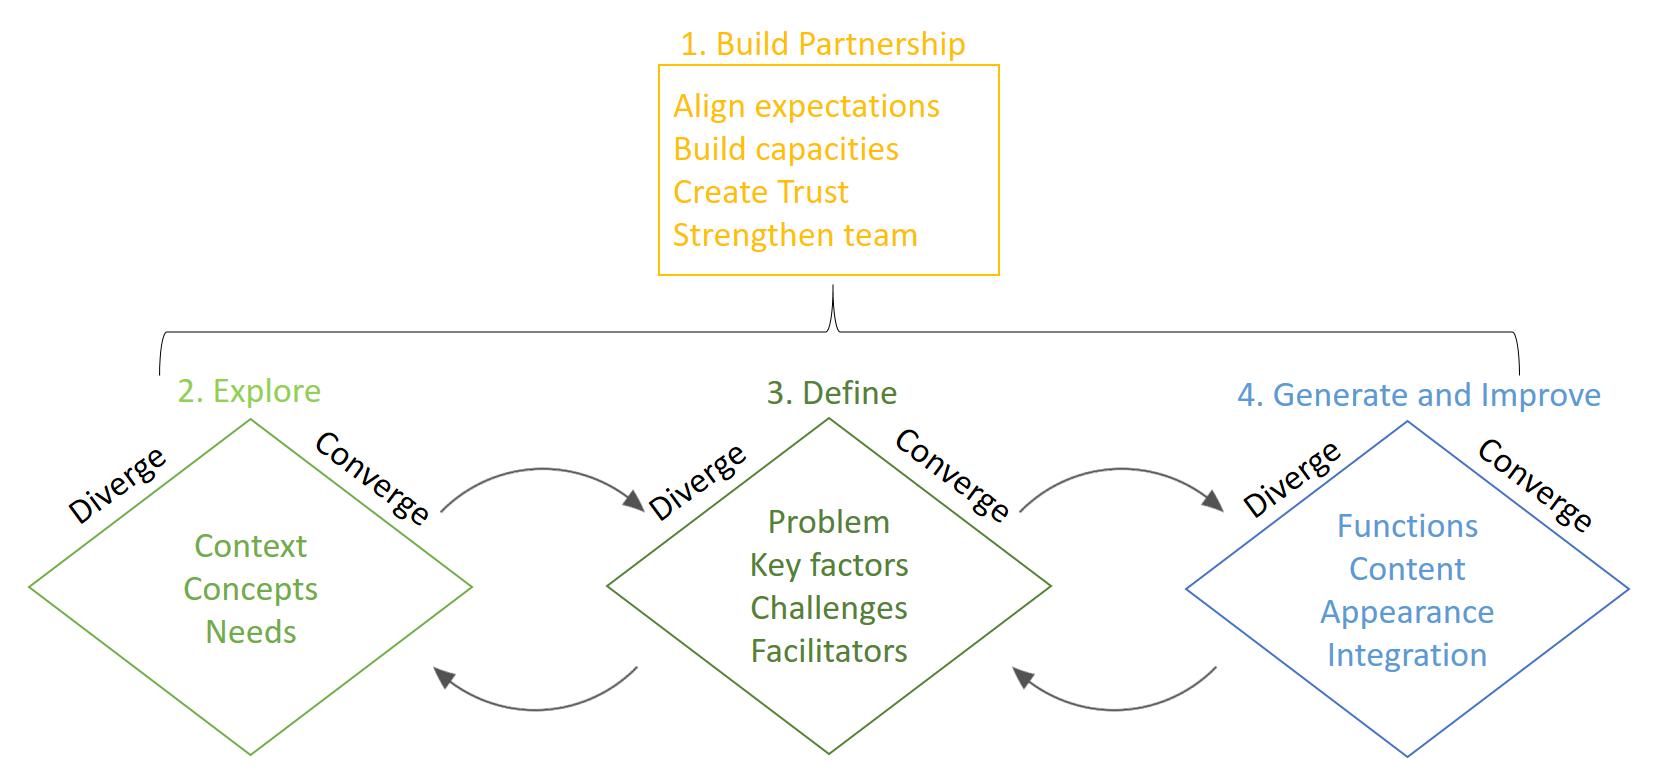 1. Build Partnership
Align expectations
Build capacities
Create Trust
Strengthen team
2. Explore
Diverge
Converge
Context
Concepts
Needs
3. Define
Diverge
Converge
Problem
Key factors
Challenges
Facilitators
4. Generate and Improve
Diverge
Converge
Functions
Content
Appearance
Integration